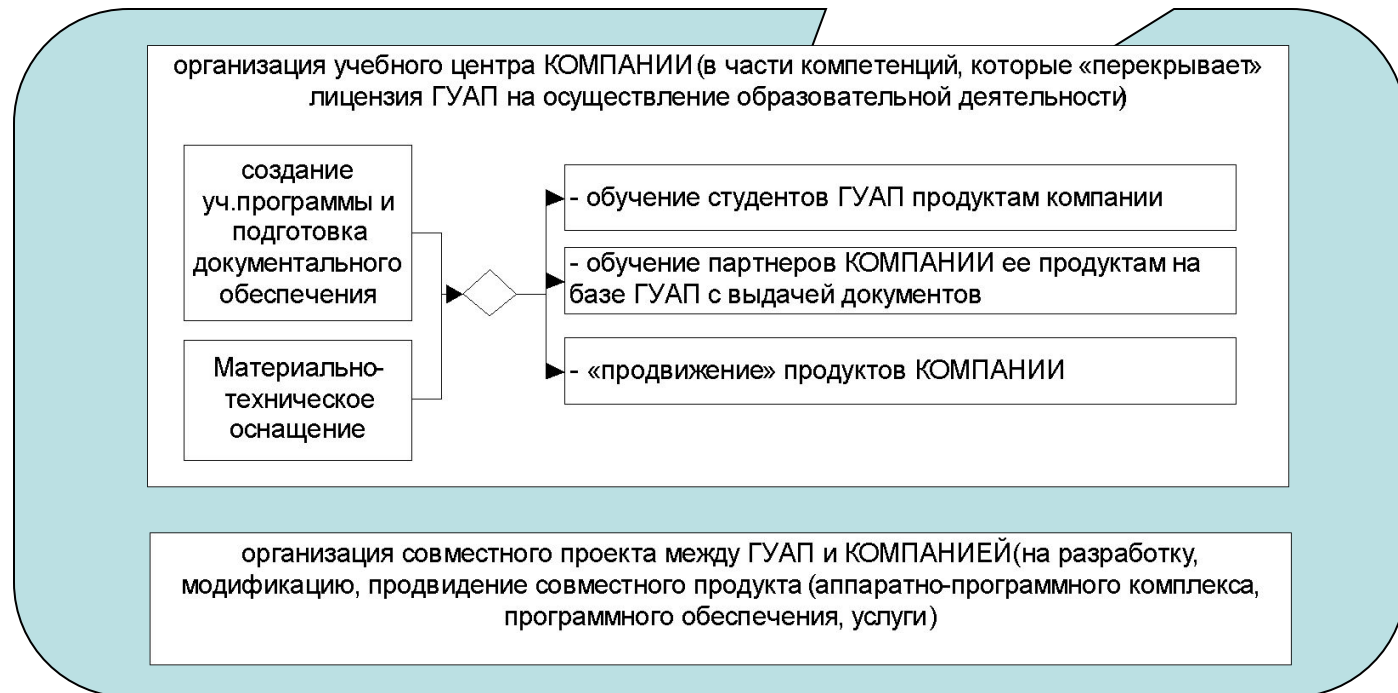 организация учебного центра КОМПАНИИ (в части компетенций, которые «перекрывает»
лицензия ГУАП на осуществление образовательной деятельности)
создание
уч.программы и
подготовка
документального
обеспечения
Материально-
техническое
оснащение
- обучение студентов ГУАП продуктам компании
- обучение партнеров КОМПАНИИ ее продуктам на
базе ГУАП с выдачей документов
- «продвижение» продуктов КОМПАНИИ
организация совместного проекта между ГУАП и КОМПАНИЕЙ (на разработку,
модификацию, продвидение совместного продукта (аппаратно-программного комплекса,
программного обеспечения, услуги)